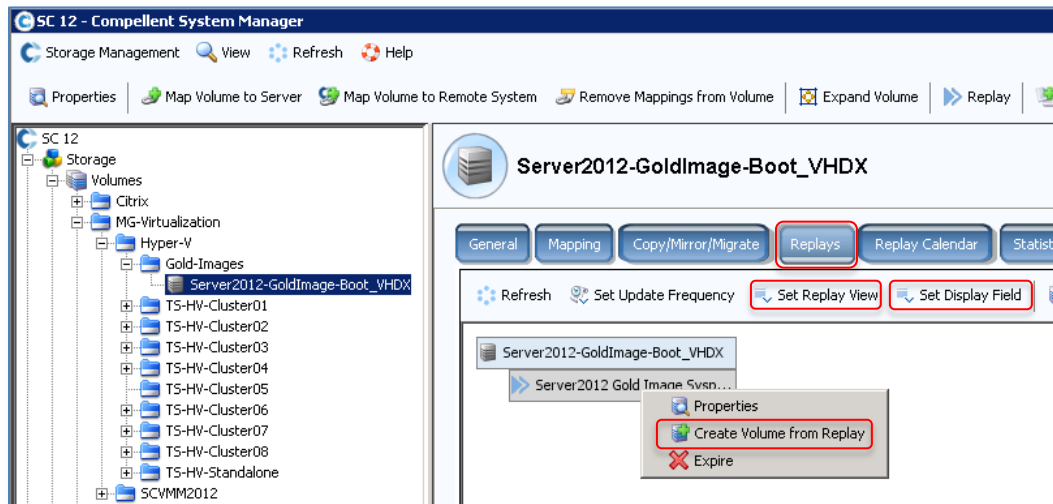 SC 12 - Compellent System Manager
Storage Management View Refresh Help
Properties Map Volume to Server Map Volume to Remote System Remove Mappings from Volume Expand Volume Replay
SC 12
Storage
Volumes
Citrix
MG-Virtualization
Hyper-V
Gold-Images
Server2012-GoldImage-Boot_VHDX
TS-HV-Cluster01
TS-HV-Cluster02
TS-HV-Cluster03
TS-HV-Cluster04
TS-HV-Cluster05
TS-HV-Cluster06
TS-HV-Cluster07
TS-HV-Cluster08
TS-HV-Standalone
SCVMM2012
Server2012-GoldImage-Boot_VHDX
General Mapping Copy/Mirror/Migrate Replays Replay Calendar Statist
Refresh Set Update Frequency Set Replay View Set Display Field
Server2012-GoldImage-Boot_VHDX
Server2012 Gold Image Sysp...
Properties
Create Volume from Replay
Expire